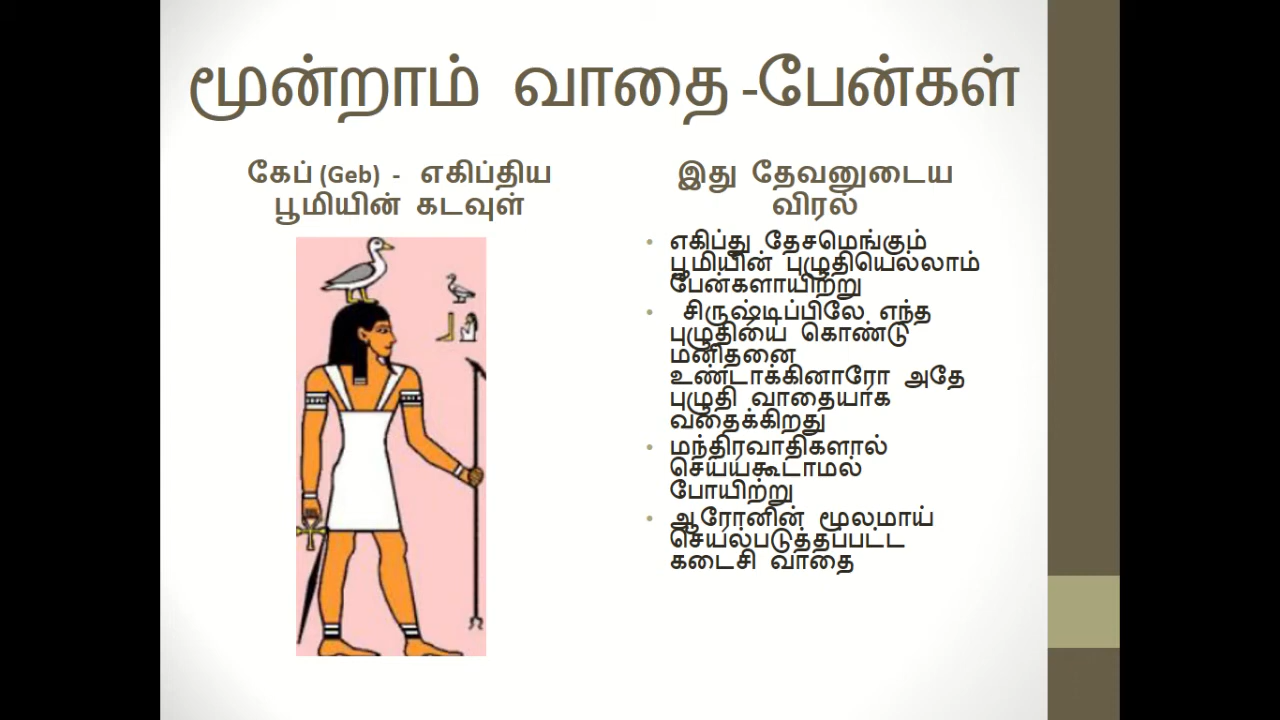 மூன்றாம் வாதை -பேன்கள்
கேப் (Geb) - எகிப்திய
பூமியின் கடவுள்
இது தேவனுடைய
விரல்
• எகிப்து தேசமெங்கும்
பூமியின் புழுதியெல்லாம்
பேன்களாயிற்று
• சிருஷ்டிப்பிலே எந்த
புழுதியை கொண்டு
மனிதனை
உண்டாக்கினாரோ அதே
புழுதி வாதையாக
வதைக்கிறது
• மந்திரவாதிகளால்
செய்யகூடாமல்
போயிற்று
• ஆரோனின் மூலமாய்
செயல்படுத்தப்பட்ட
கடைசி வாதை